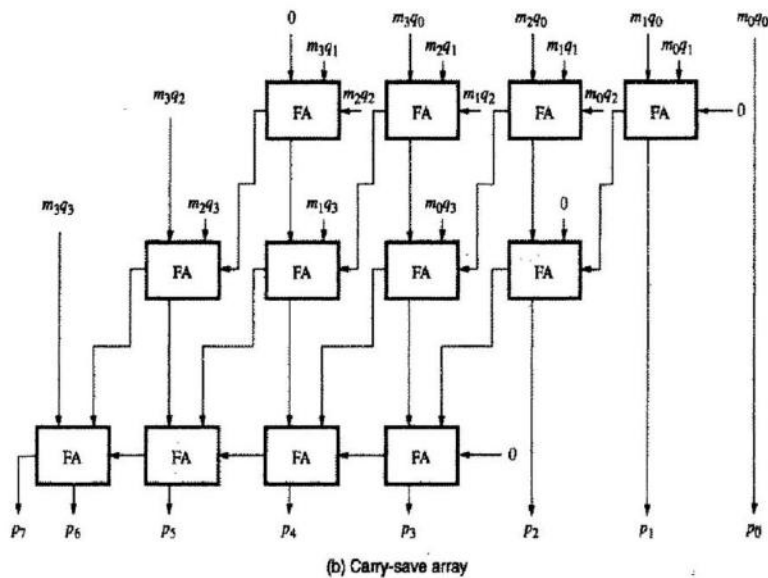 0 m₃q₀ m₂q₀ m₁q₀ m₀q₀
m₃q₁ m₂q₁ m₁q₁ m₀q₁
m₃q₂ FA m₂q₂ FA m₁q₂ FA m₀q₂ FA 0
m₃q₃ m₂q₃ m₁q₃ m₀q₃ 0
FA FA FA FA
FA FA FA FA 0
p₇ p₆ p₅ p₄ p₃ p₂ p₁ p₀
(b) Carry-save array